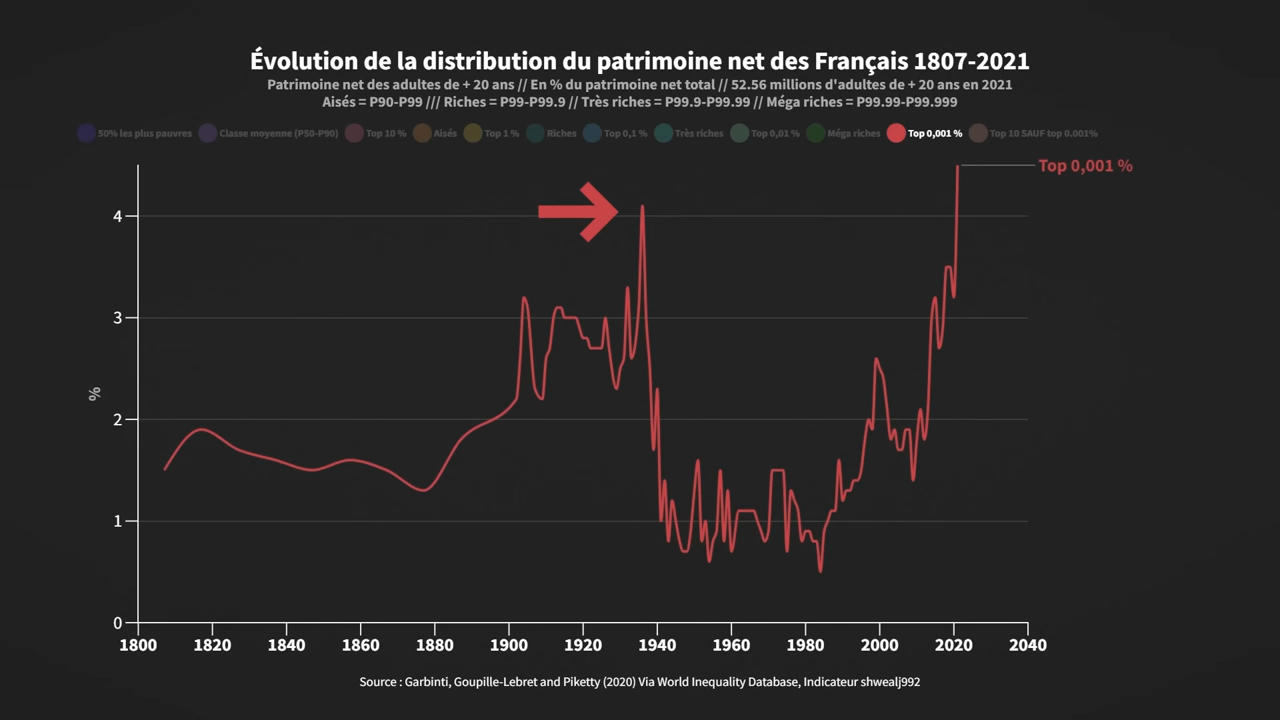 Évolution de la distribution du patrimoine net des Français 1807-2021
Patrimoine net des adultes de + 20 ans // En % du patrimoine net total // 52.56 millions d'adultes de + 20 ans en 2021
Aisés = P90-P99 /// Riches = P99-P99.9 // Très riches = P99.9-P99.99 // Méga riches = P99.99-P99.999
50% les plus pauvres Classe moyenne (P50-P90) Top 10 % Aisés Top 1 % Riches Top 0,1 % Très riches Top 0,01 % Méga riches Top 0,001 % Top 10 SAUF top 0.001%
Top 0,001 %
4
3
%
2
1
0
1800 1820 1840 1860 1880 1900 1920 1940 1960 1980 2000 2020 2040
Source : Garbinti, Goupille-Lebret and Piketty (2020) Via World Inequality Database, Indicateur shwealj992